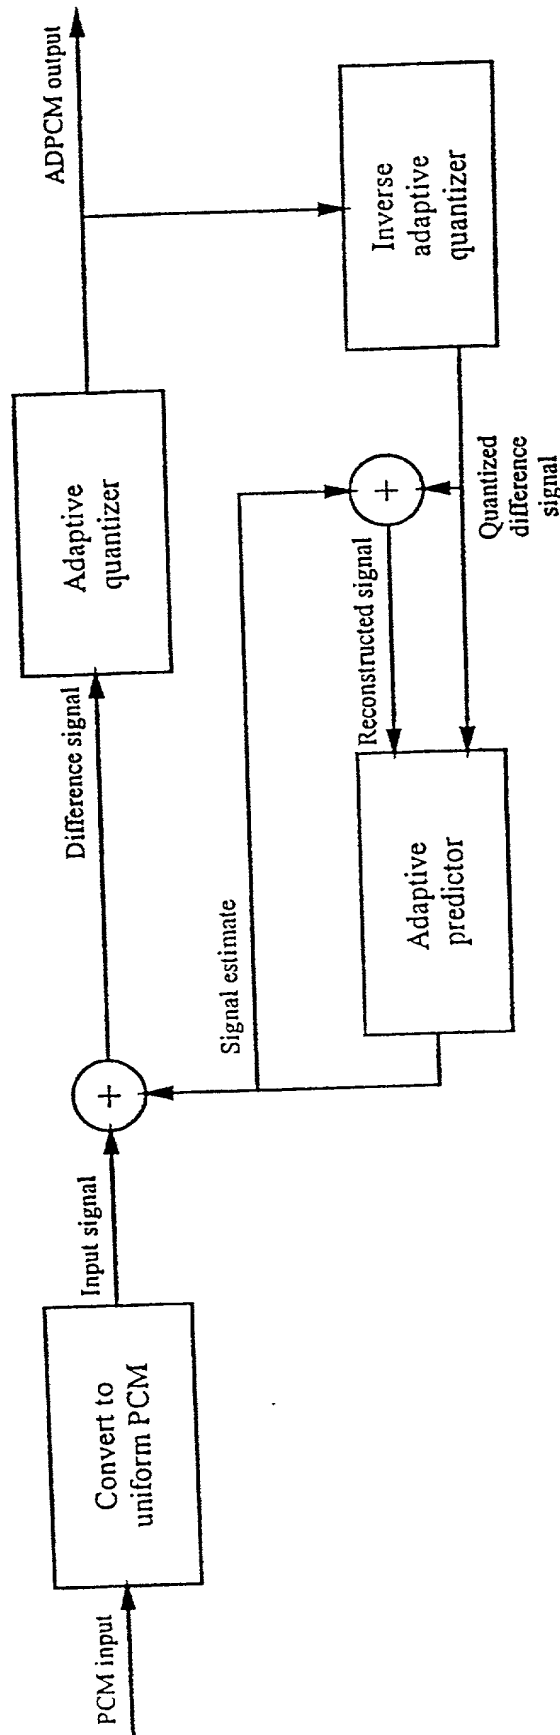 PCM input
Convert to
uniform PCM
Input signal
+
Difference signal
Adaptive
quantizer
ADPCM output
Signal estimate
Adaptive
predictor
Reconstructed signal
+
Quantized
difference
signal
Inverse
adaptive
quantizer